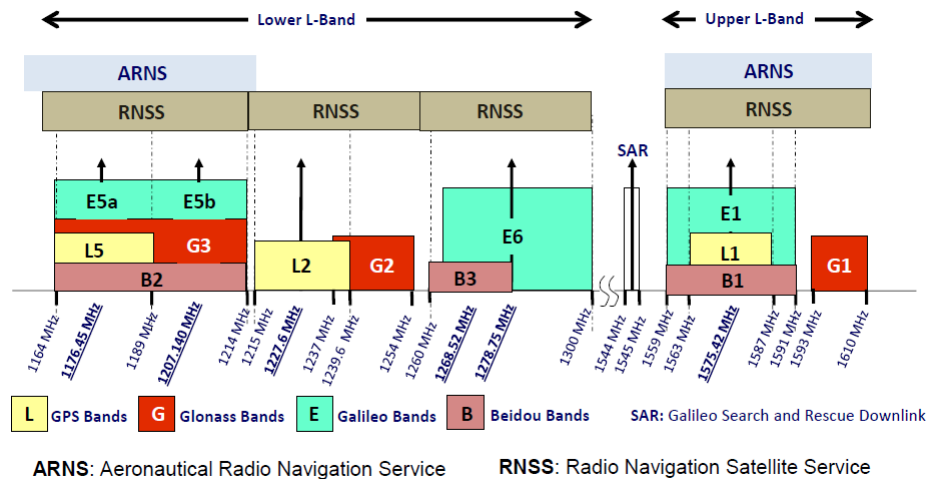 Lower L-Band
Upper L-Band
ARNS
ARNS
RNSS
RNSS
RNSS
RNSS
SAR
E5a
E5b
E6
E1
L5
G3
L2
G2
L1
G1
B2
B3
B1
1164 MHz
1176.45 MHz
1189 MHz
1207.140 MHz
1214 MHz
1215 MHz
1227.6 MHz
1237 MHz
1239.6 MHz
1254 MHz
1260 MHz
1268.52 MHz
1278.75 MHz
1300 MHz
1544 MHz
1545 MHz
1559 MHz
1563 MHz
1575.42 MHz
1587 MHz
1591 MHz
1593 MHz
1610 MHz
L GPS Bands G Glonass Bands E Galileo Bands B Beidou Bands SAR: Galileo Search and Rescue Downlink
ARNS: Aeronautical Radio Navigation Service RNSS: Radio Navigation Satellite Service